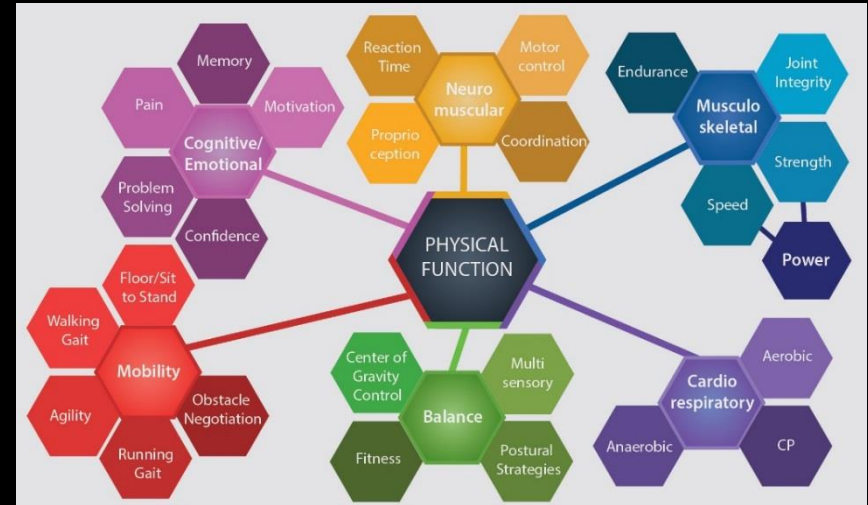 Memory
Pain
Motivation
Cognitive/
Emotional
Problem
Solving
Confidence
Reaction
Time
Motor
control
Neuro
muscular
Proprio
ception
Coordination
Endurance
Joint
Integrity
Musculo
skeletal
Strength
Speed
Power
PHYSICAL
FUNCTION
Floor/Sit
to Stand
Walking
Gait
Mobility
Agility
Obstacle
Negotiation
Running
Gait
Center of
Gravity
Control
Multi
sensory
Balance
Fitness
Postural
Strategies
Aerobic
Cardio
respiratory
Anaerobic
CP